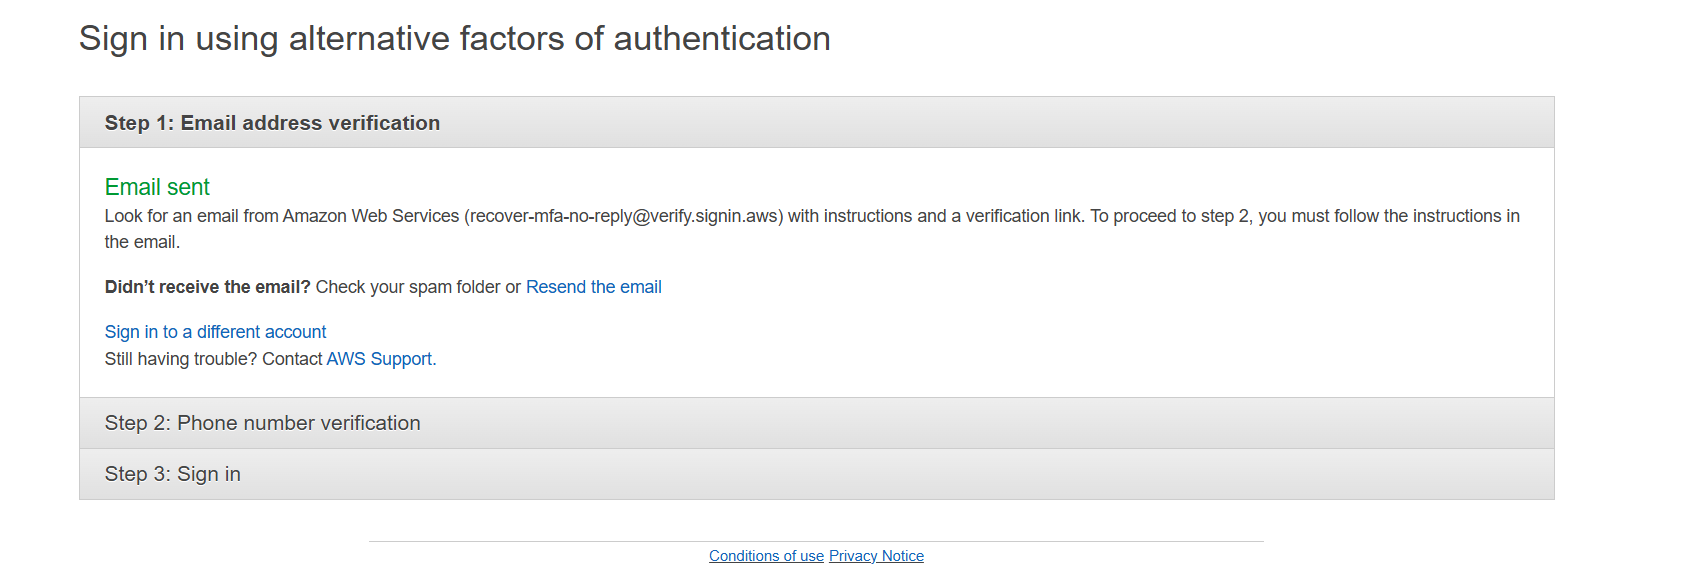 Sign in using alternative factors of authentication
Step 1: Email address verification
Email sent
Look for an email from Amazon Web Services (recover-mfa-no-reply@verify.signin.aws) with instructions and a verification link. To proceed to step 2, you must follow the instructions in
the email.
Didn’t receive the email? Check your spam folder or Resend the email
Sign in to a different account
Still having trouble? Contact AWS Support.
Step 2: Phone number verification
Step 3: Sign in
Conditions of use Privacy Notice